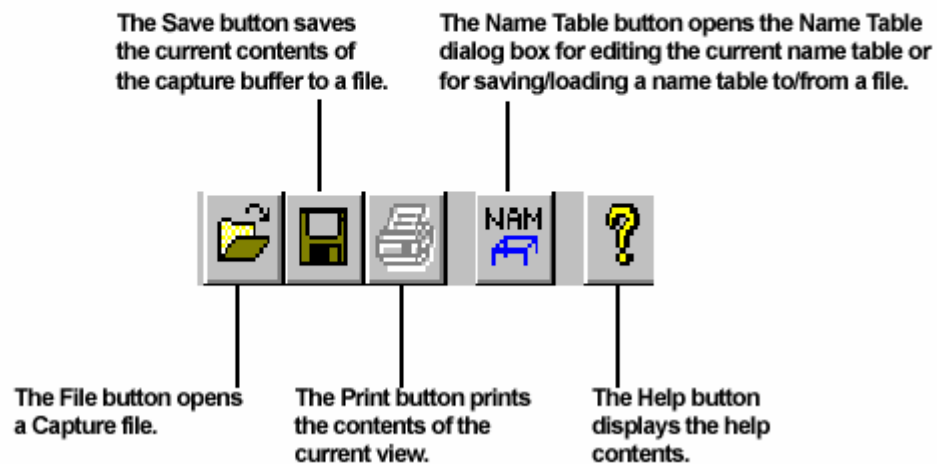 The Save button saves
the current contents of
the capture buffer to a file.
The Name Table button opens the Name Table
dialog box for editing the current name table or
for saving/loading a name table to/from a file.
NAM
The File button opens
a Capture file.
The Print button prints
the contents of the
current view.
The Help button
displays the help
contents.